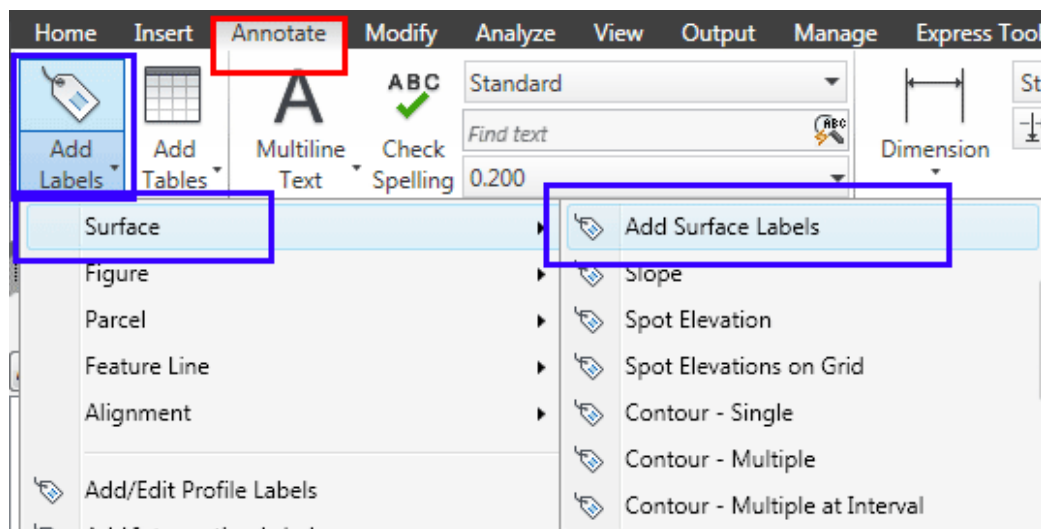 Home Insert Annotate Modify Analyze View Output Manage Express Tool
ABC Standard St
Find text ABC
Add Labels Add Tables Multiline Text Check Spelling 0.200 Dimension
Surface
Figure
Parcel
Feature Line
Alignment
Add/Edit Profile Labels
Add Surface Labels
Slope
Spot Elevation
Spot Elevations on Grid
Contour - Single
Contour - Multiple
Contour - Multiple at Interval